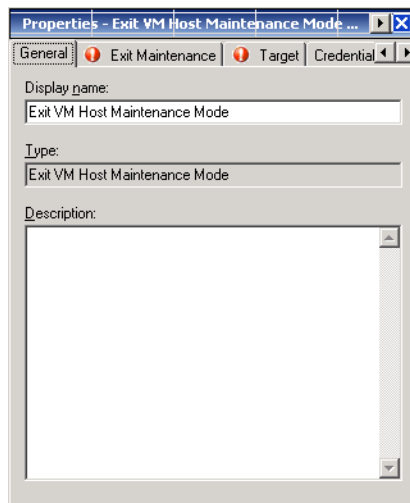 Properties - Exit VM Host Maintenance Mode ...
General Exit Maintenance Target Credential
Display name:
Exit VM Host Maintenance Mode
Type:
Exit VM Host Maintenance Mode
Description: